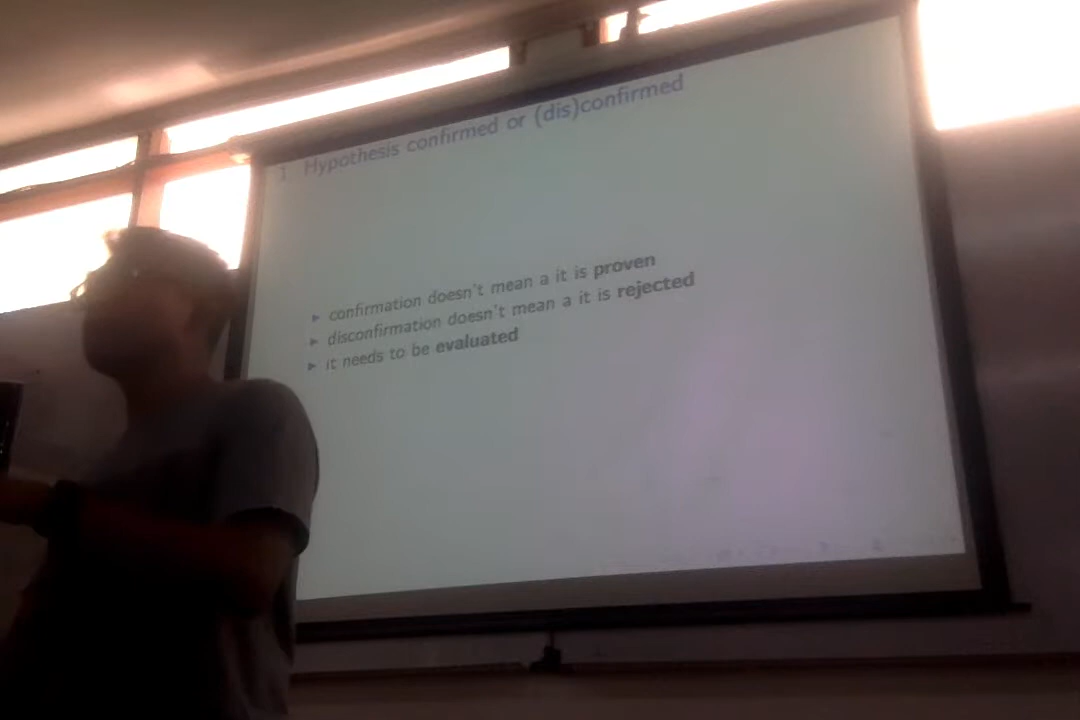 1 Hypothesis confirmed or (dis)confirmed
► confirmation doesn't mean a it is proven
► disconfirmation doesn't mean a it is rejected
► it needs to be evaluated